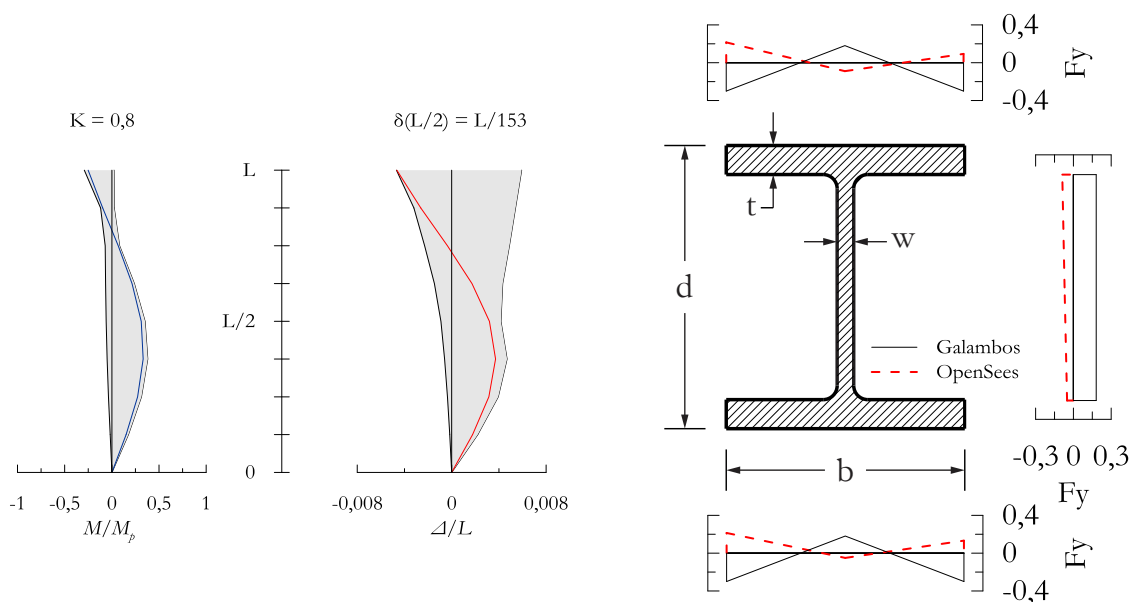 K = 0,8
δ(L/2) = L/153
L
L/2
0
-1 -0,5 0 0,5 1
M/Mₚ
-0,008 0 0,008
Δ/L
0,4
0
-0,4
Fy
t
w
d
b
Galambos
OpenSees
-0,3 0 0,3
Fy
0,4
0
-0,4
Fy